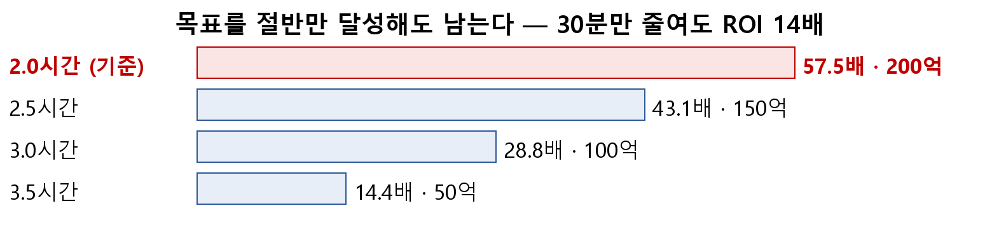 목표를 절반만 달성해도 남는다 — 30분만 줄여도 ROI 14배
2.0시간 (기준) 57.5배 · 200억
2.5시간 43.1배 · 150억
3.0시간 28.8배 · 100억
3.5시간 14.4배 · 50억